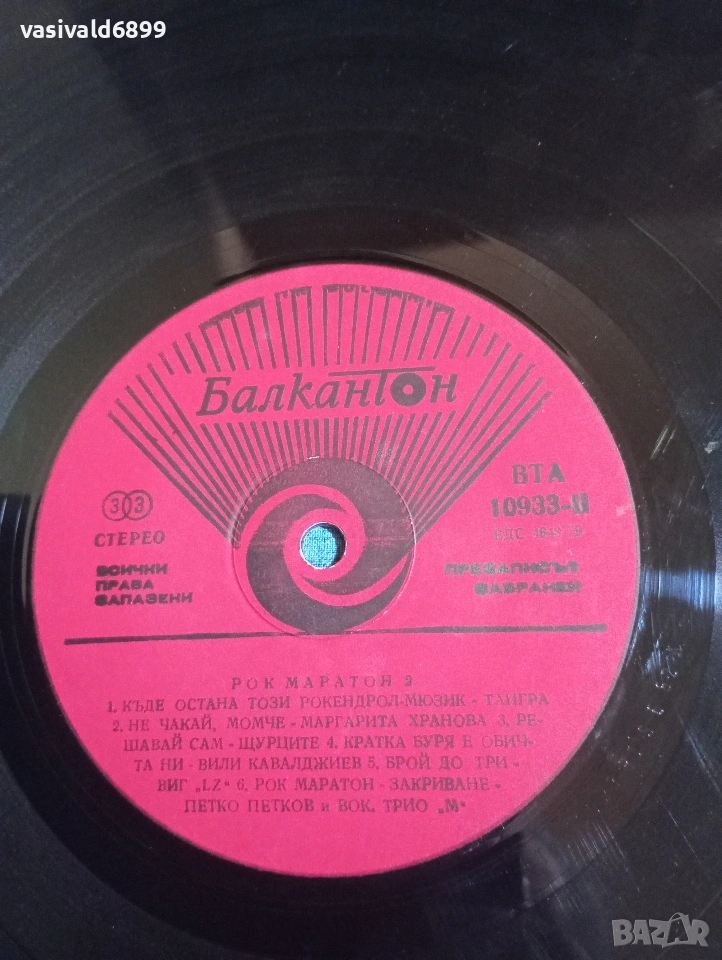 vasivald6899
Балкантон
ВТА
10933-II
33
СТЕРЕО
ВСИЧКИ
ПРАВА
ЗАПАЗЕНИ
ПРЕЗАПИСЪТ
ЗАБРАНЕН
РОК МАРАТОН
1. КЪДЕ ОСТАНА ТОЗИ РОКЕНДРОЛ-МЮЗИК - ТАНГРА
2. НЕ ЧАКАЙ, МОМЧЕ - МАРГАРИТА ХРАНОВА 3. РЕ-
ШАВАЙ САМ - ЩУРЦИТЕ 4. КРАТКА БУРЯ Е ОБИЧ-
ТА НИ - ВИЛИ КАВАЛДЖИЕВ 5. БРОЙ ДО ТРИ -
ВИГ „LZ“ 6. РОК МАРАТОН - ЗАКРИВАНЕ -
ПЕТКО ПЕТКОВ и ВОК. ТРИО „М“
BAZAR